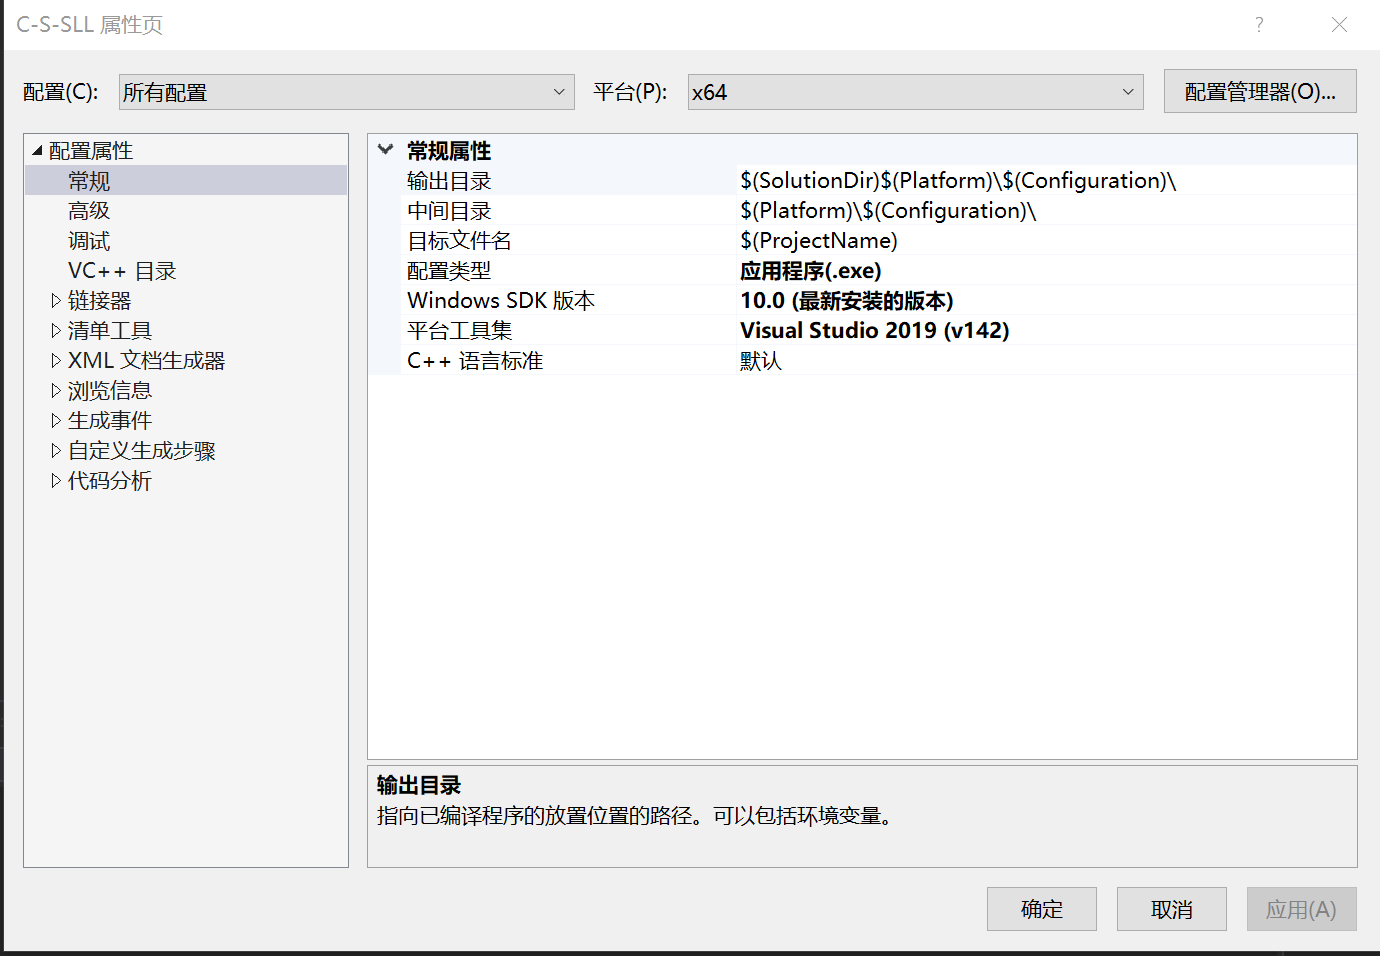 C-S-SLL 属性页
?
配置(C): 所有配置 平台(P): x64 配置管理器(O)...
配置属性
常规
高级
调试
VC++ 目录
链接器
清单工具
XML 文档生成器
浏览信息
生成事件
自定义生成步骤
代码分析
常规属性
输出目录 $(SolutionDir)$(Platform)\$(Configuration)\
中间目录 $(Platform)\$(Configuration)\
目标文件名 $(ProjectName)
配置类型 应用程序(.exe)
Windows SDK 版本 10.0 (最新安装的版本)
平台工具集 Visual Studio 2019 (v142)
C++ 语言标准 默认
输出目录
指向已编译程序的放置位置的路径。可以包括环境变量。
确定 取消 应用(A)